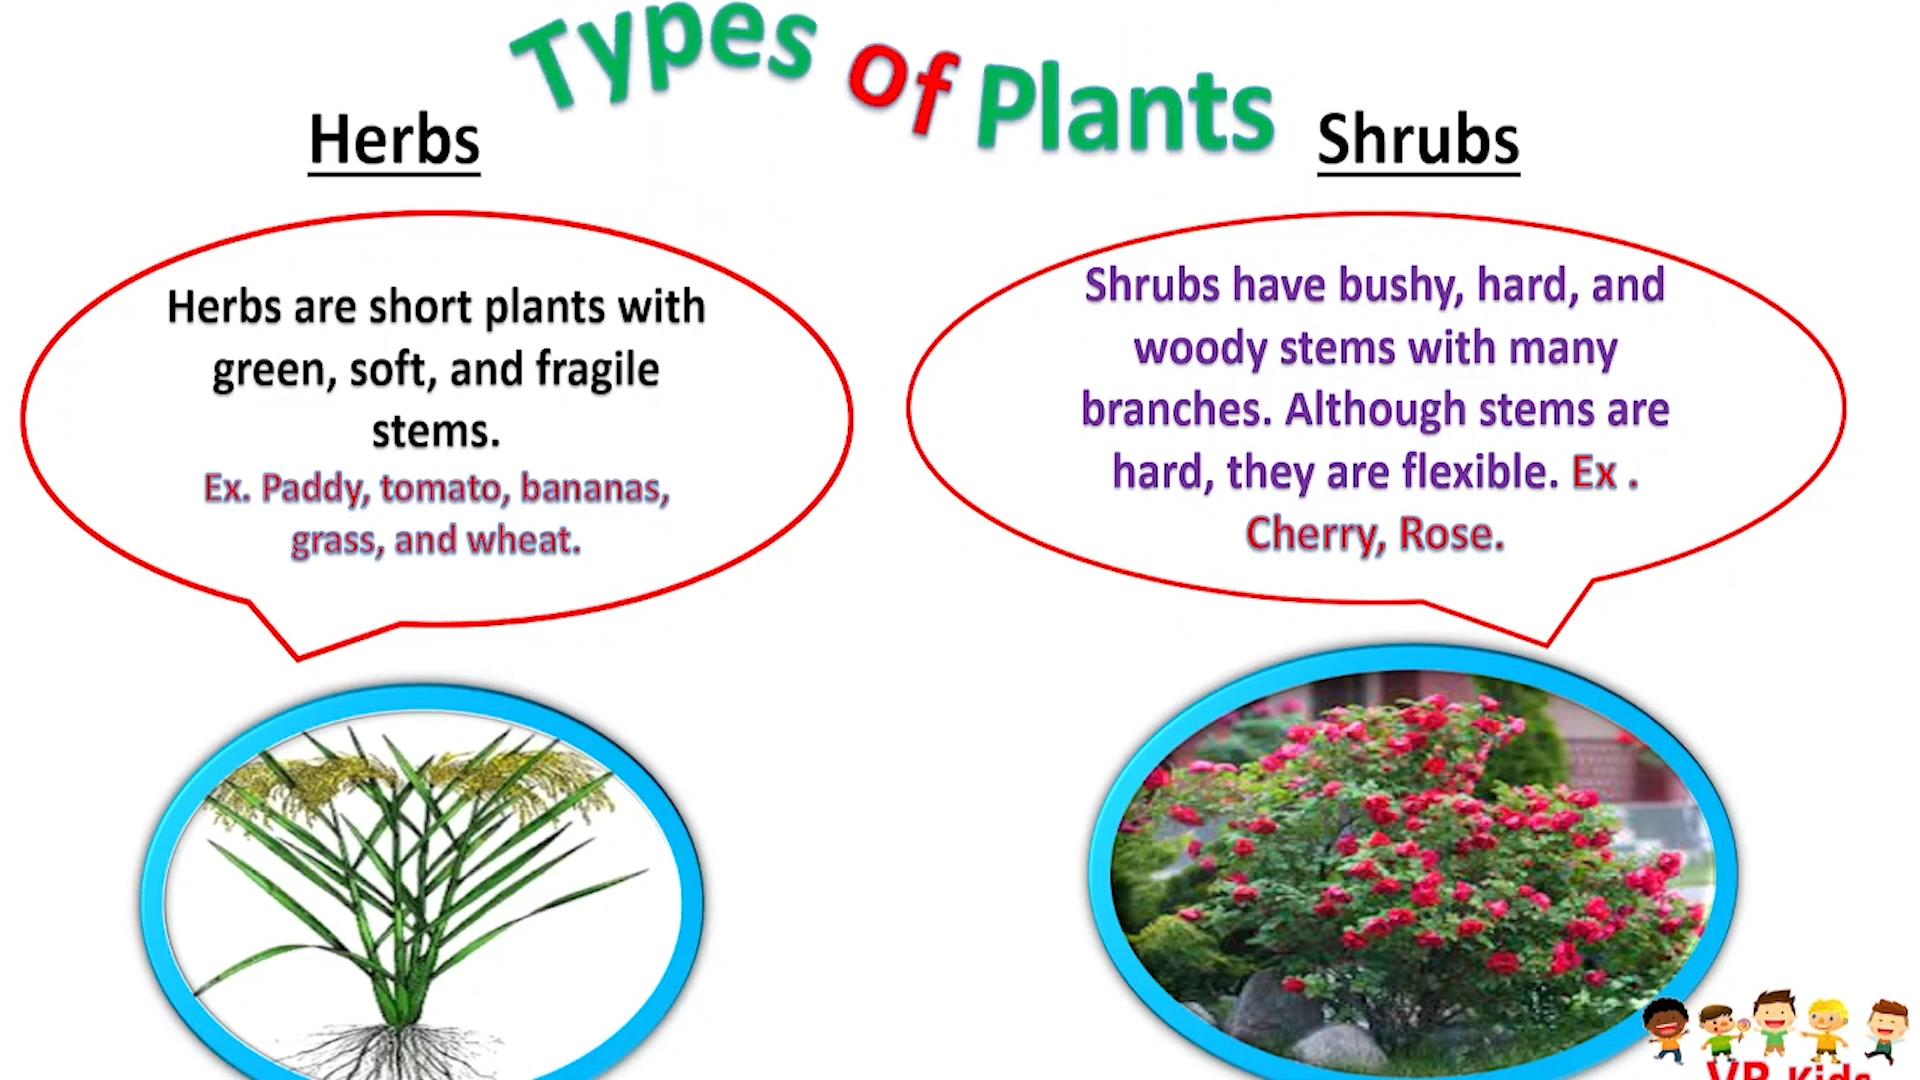 Types of Plants
Herbs
Shrubs
Herbs are short plants with
green, soft, and fragile
stems.
Ex. Paddy, tomato, bananas,
grass, and wheat.
Shrubs have bushy, hard, and
woody stems with many
branches. Although stems are
hard, they are flexible. Ex .
Cherry, Rose.
VR Kids